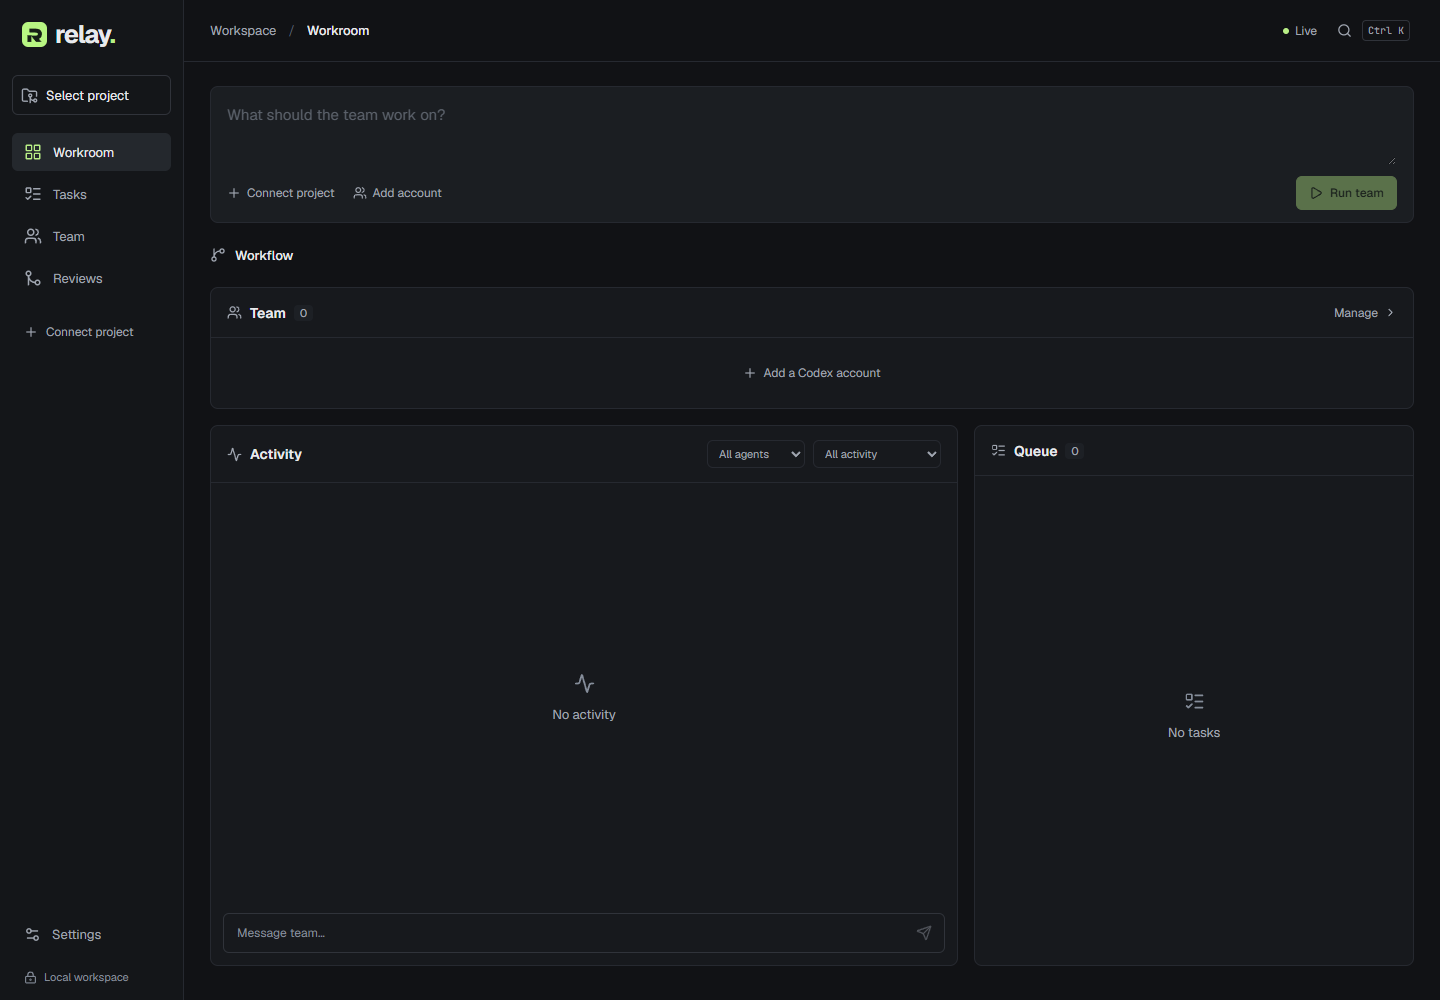 relay.
Select project
Workroom
Tasks
Team
Reviews
Connect project
Settings
Local workspace
Workspace / Workroom
Live
Ctrl K
What should the team work on?
Connect project
Add account
Run team
Workflow
Team 0
Manage
Add a Codex account
Activity
All agents
All activity
No activity
Message team...
Queue 0
No tasks